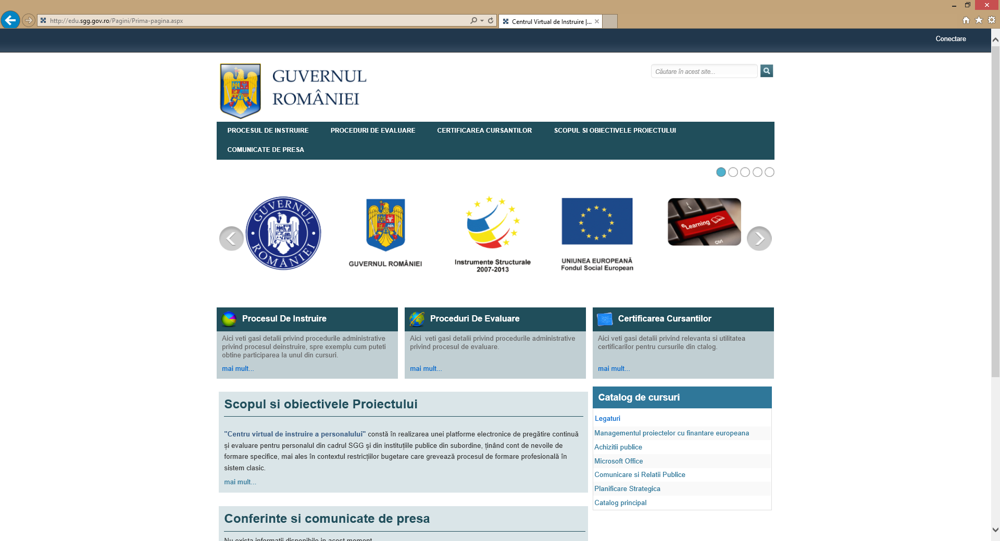 http://edu.sgg.gov.ro/Pagini/Prima-pagina.aspx
Centrul Virtual de Instruire |...
Conectare
GUVERNUL
ROMÂNIEI
Căutare în acest site...
PROCESUL DE INSTRUIRE PROCEDURI DE EVALUARE CERTIFICAREA CURSANTILOR SCOPUL SI OBIECTIVELE PROIECTULUI
COMUNICATE DE PRESA
GUVERNUL ROMÂNIEI
GUVERNUL ROMÂNIEI
Instrumente Structurale
2007-2013
UNIUNEA EUROPEANĂ
Fondul Social European
eLearning
Ctrl
Procesul De Instruire
Aici veti gasi detalii privind procedurile administrative
privind procesul deinstruire, spre exemplu cum puteti
obtine participarea la unul din cursuri.
mai mult...
Proceduri De Evaluare
Aici veti gasi detalii privind procedurile administrative
privind procesul de evaluare.
mai mult...
Certificarea Cursantilor
Aici veti gasi detalii privind relevanta si utilitatea
certificarilor pentru cursurile din ctalog.
mai mult...
Scopul si obiectivele Proiectului
"Centru virtual de instruire a personalului" constă în realizarea unei platforme electronice de pregătire continuă
și evaluare pentru personalul din cadrul SGG şi din instituțiile publice din subordine, ținând cont de nevoile de
formare specifice, mai ales în contextul restricțiilor bugetare care grevează procesul de formare profesională în
sistem clasic.
mai mult...
Catalog de cursuri
Legaturi
Managementul proiectelor cu finantare europeana
Achizitii publice
Microsoft Office
Comunicare si Relatii Publice
Planificare Strategica
Catalog principal
Conferinte si comunicate de presa
Nu exista informatii disponibile in acest moment